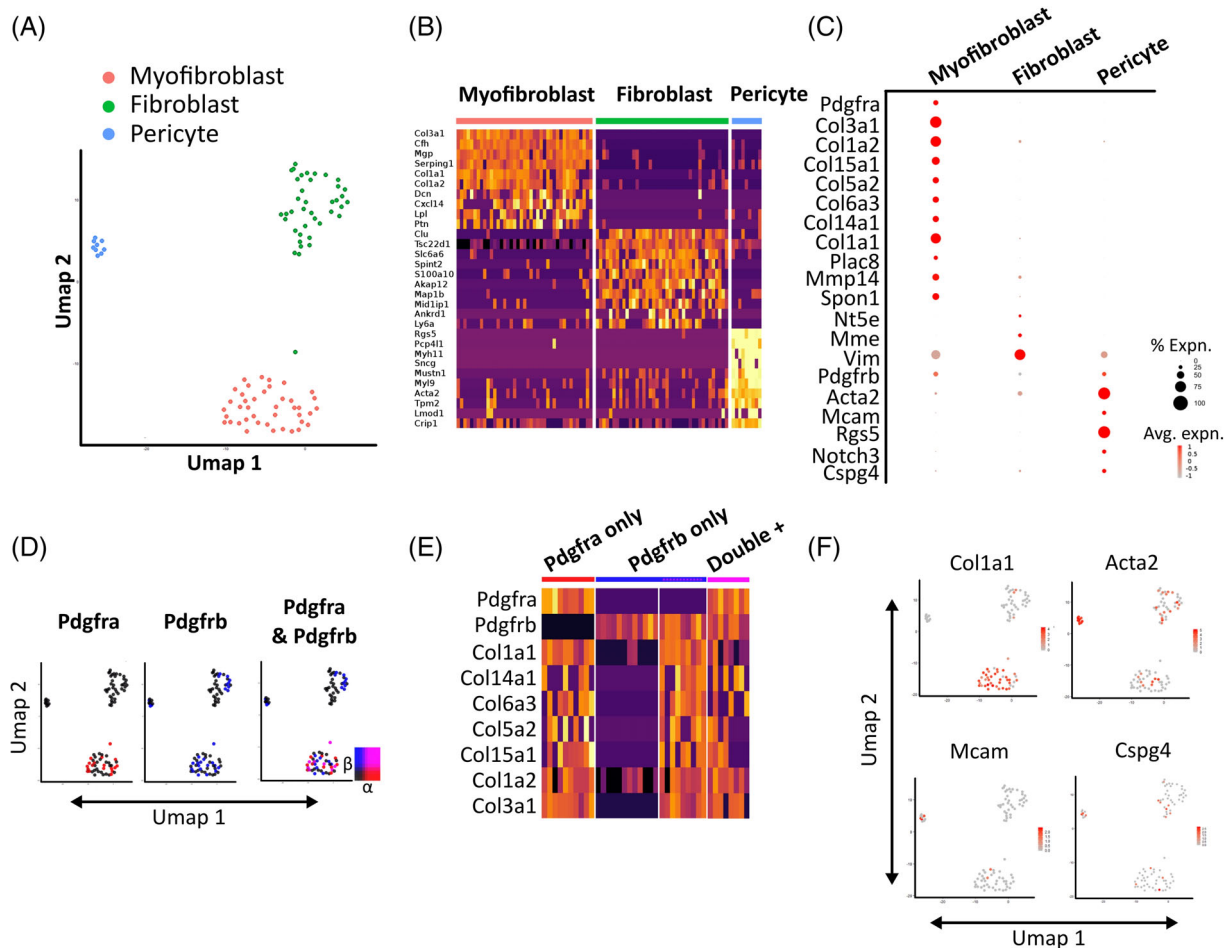 (A)
Myofibroblast
Fibroblast
Pericyte
Umap 2
10
0
-10
-20
-10
0
Umap 1
(B)
Myofibroblast Fibroblast Pericyte
Col3a1
Cfh
Mgp
Serping1
Col1a1
Col1a2
Dcn
Cxcl14
Lpl
Ptn
Clu
Tsc22d1
Slc6a6
Spint2
S100a10
Akap12
Map1b
Mid1ip1
Ankrd1
Ly6a
Rgs5
Pcp4l1
Myh11
Sncg
Mustn1
Myl9
Acta2
Tpm2
Lmod1
Crip1
(C)
Myofibroblast
Fibroblast
Pericyte
Pdgfra
Col3a1
Col1a2
Col15a1
Col5a2
Col6a3
Col14a1
Col1a1
Plac8
Mmp14
Spon1
Nt5e
Mme
Vim
Pdgfrb
Acta2
Mcam
Rgs5
Notch3
Cspg4
% Expn.
25
50
75
100
Avg. expn.
1
0.5
0
-0.5
-1
(D)
Pdgfra
Pdgfrb
Pdgfra
& Pdgfrb
Umap 2
β
α
Umap 1
(E)
Pdgfra only
Pdgfrb only
Double +
Pdgfra
Pdgfrb
Col1a1
Col14a1
Col6a3
Col5a2
Col15a1
Col1a2
Col3a1
(F)
Umap 2
Col1a1
Acta2
Mcam
Cspg4
Umap 1